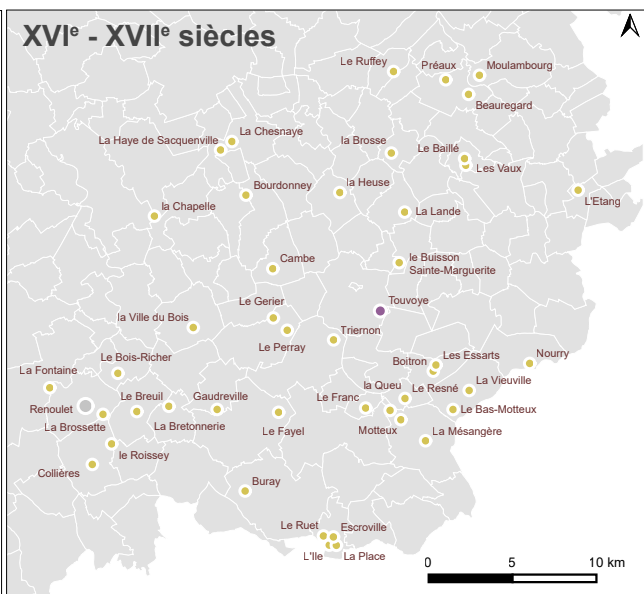 XVIᵉ - XVIIᵉ siècles
Le Ruffey
Préaux
Moulambourg
Beauregard
La Chesnaye
La Haye de Sacquenville
la Brosse
Le Baillé
Les Vaux
Bourdonney
la Heuse
L'Etang
la Chapelle
La Lande
Cambe
le Buisson
Sainte-Marguerite
Le Gerier
Touvoye
la Ville du Bois
Le Perray
Triernon
Le Bois-Richer
Boitron
Les Essarts
Nourry
La Fontaine
la Queu
Le Resné
La Vieuville
Renoulet
Le Breuil
Gaudreville
Le Franc
Le Bas-Motteux
La Brossette
La Bretonnerie
Le Fayel
Motteux
La Mésangère
le Roissey
Collières
Buray
Le Ruet
Escroville
L'Ile
La Place
0
5
10 km